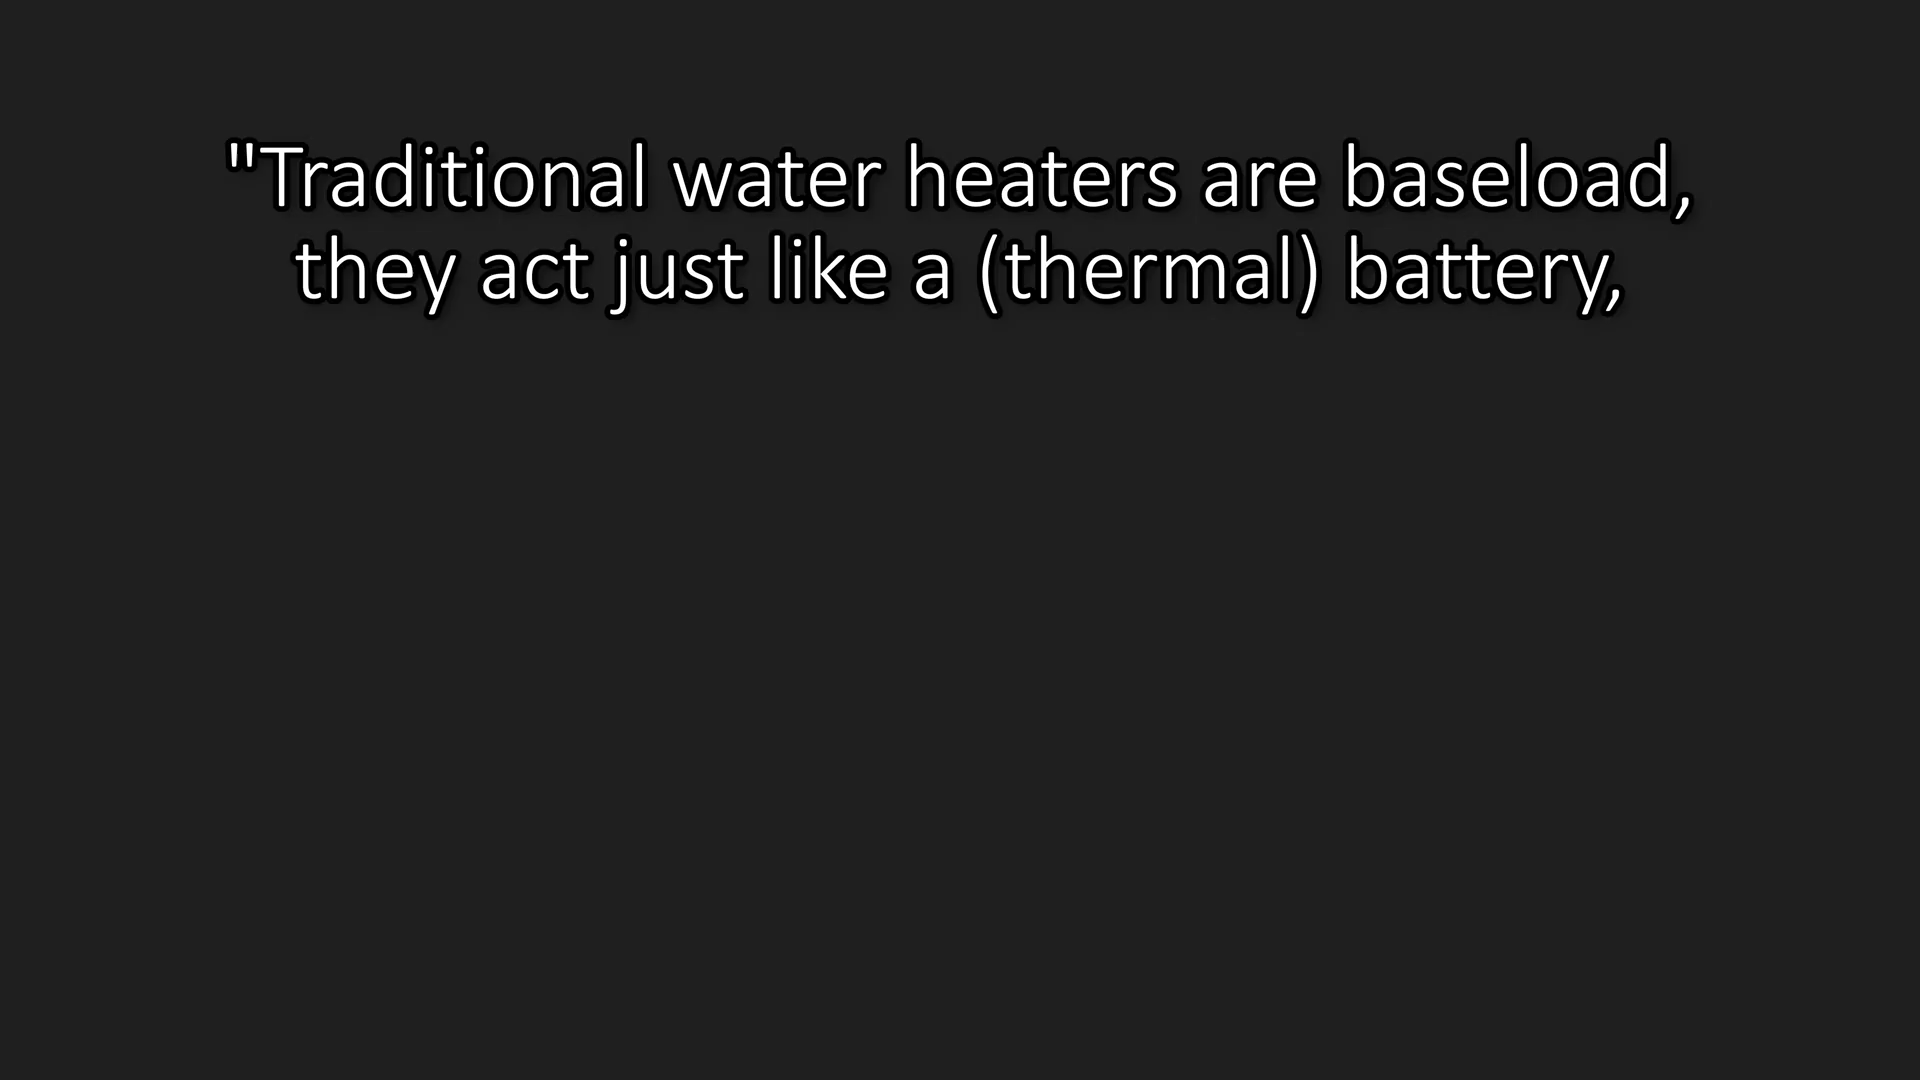 "Traditional water heaters are baseload,
they act just like a (thermal) battery,